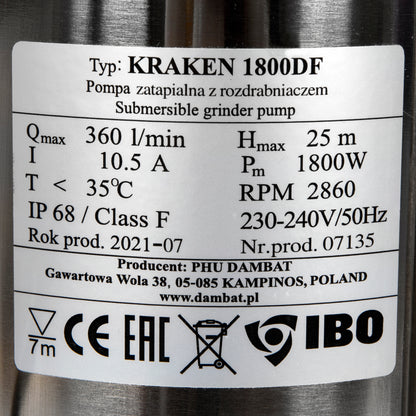 Typ: KRAKEN 1800DF
Pompa zatapialna z rozdrabniaczem
Submersible grinder pump
Qmax 360 l/min Hmax 25 m
I 10.5 A Pm 1800W
T < 35℃ RPM 2860
IP 68 / Class F 230-240V/50Hz
Rok prod. 2021-07 Nr.prod. 07135
Producent: PHU DAMBAT
Gawartowa Wola 38, 05-085 KAMPINOS, POLAND
www.dambat.pl
7m CE EAC IBO